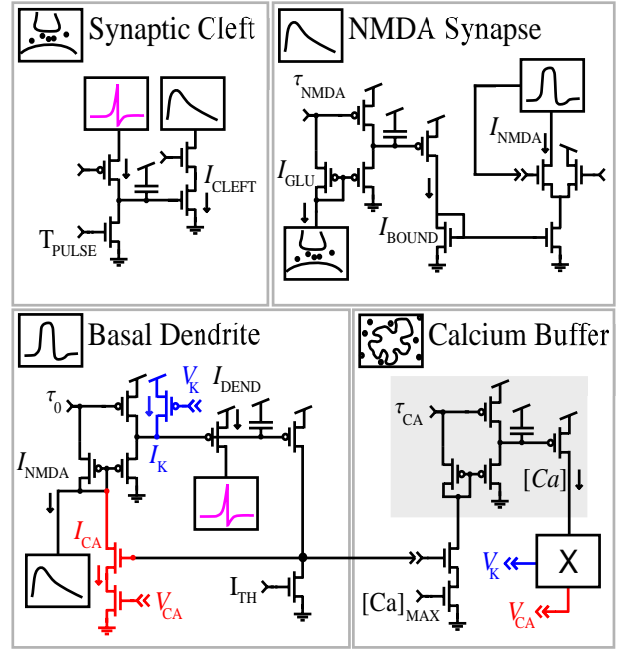 Synaptic Cleft
I_CLEFT
T_PULSE
NMDA Synapse
τ_NMDA
I_NMDA
I_GLU
I_BOUND
Basal Dendrite
τ_0
V_K
I_DEND
I_NMDA
I_K
I_CA
V_CA
I_TH
Calcium Buffer
τ_CA
[Ca]
V_K
X
[Ca]_MAX
V_CA